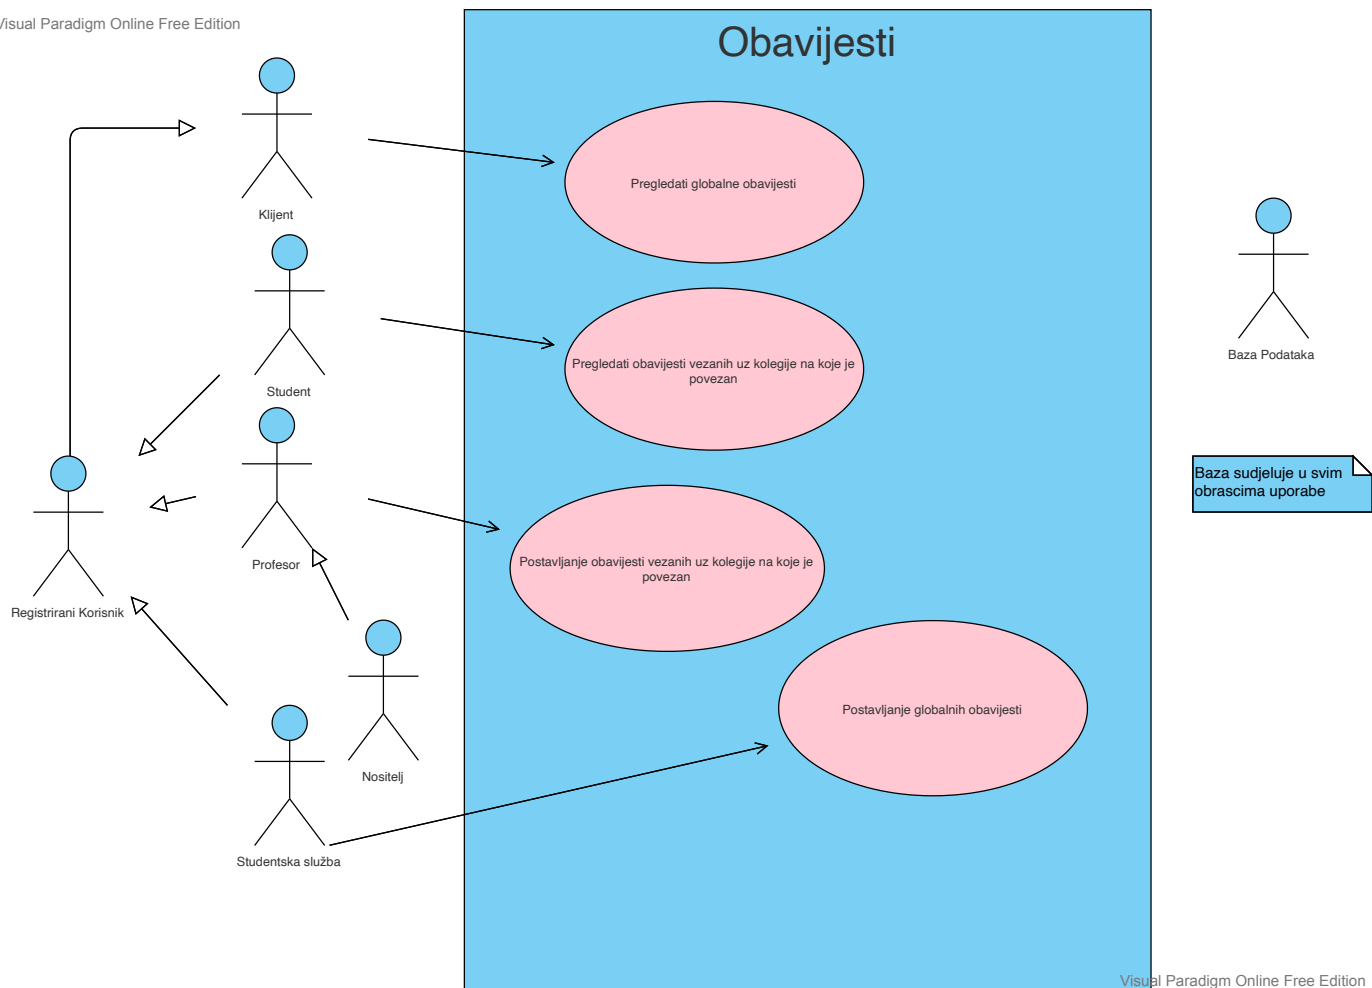 Visual Paradigm Online Free Edition
Obavijesti
Klijent
Pregledati globalne obavijesti
Student
Pregledati obavijesti vezanih uz kolegije na koje je
povezan
Baza Podataka
Baza sudjeluje u svim
obrascima uporabe
Profesor
Postavljanje obavijesti vezanih uz kolegije na koje je
povezan
Registrirani Korisnik
Nositelj
Postavljanje globalnih obavijesti
Studentska služba
Visual Paradigm Online Free Edition